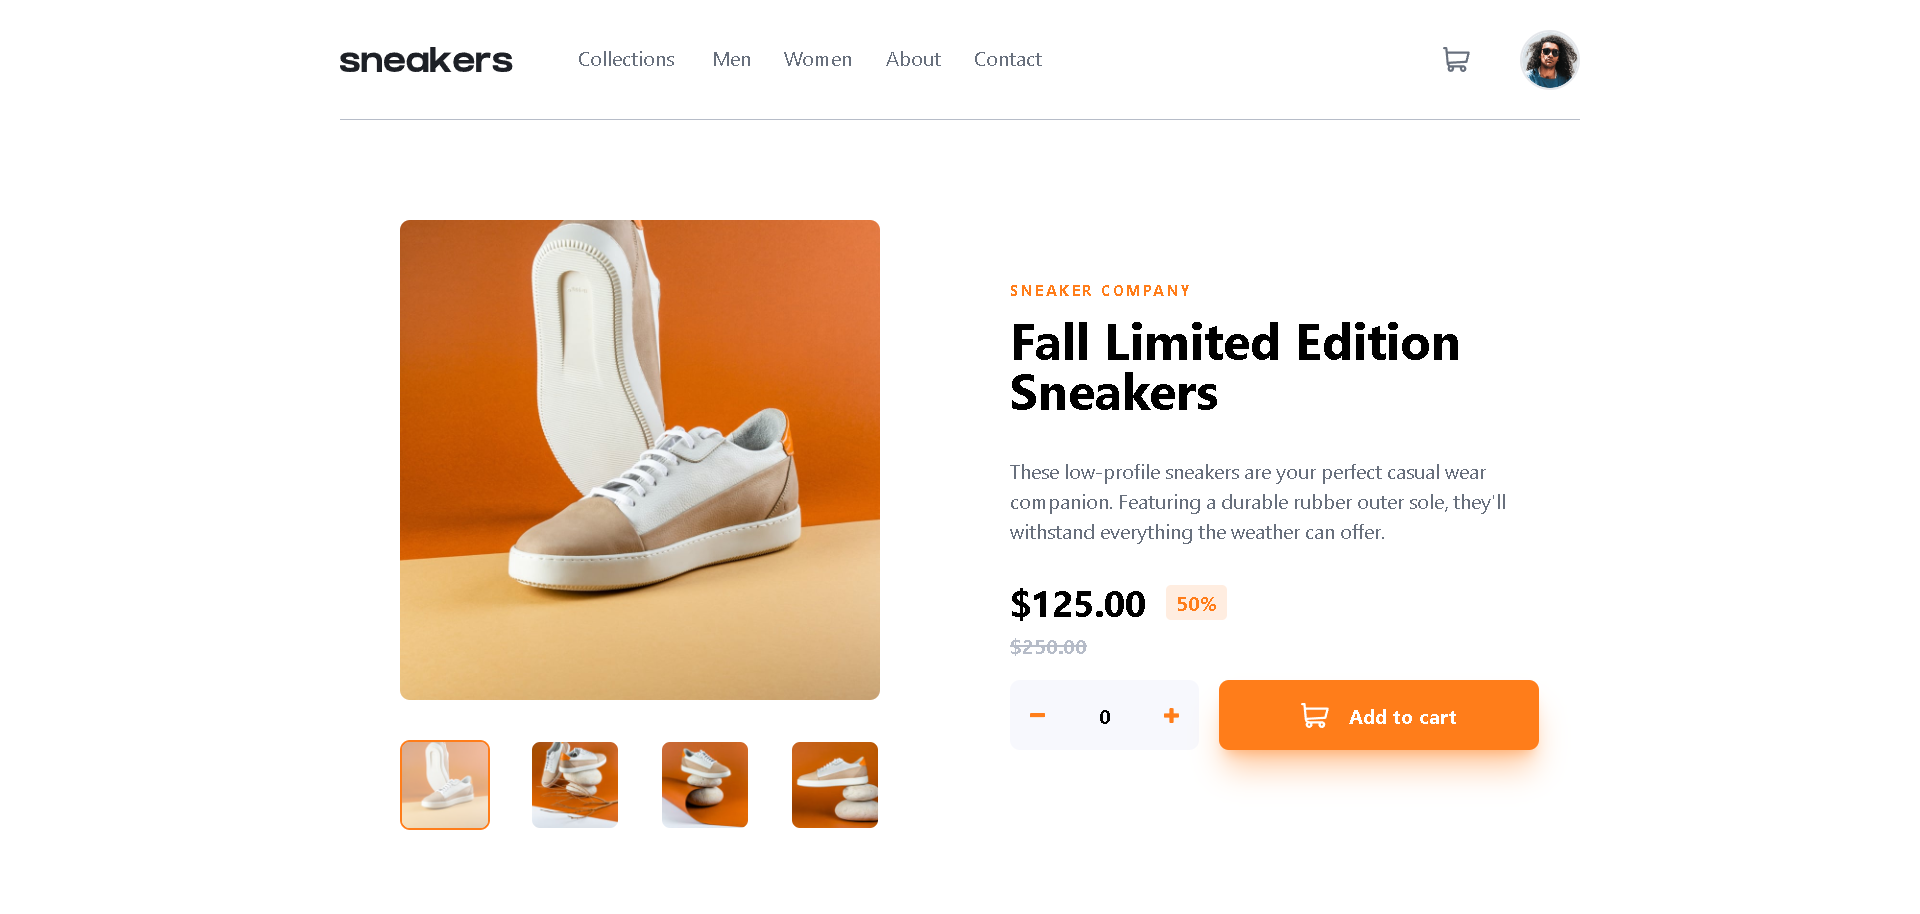 sneakers
Collections Men Women About Contact
SNEAKER COMPANY
Fall Limited Edition
Sneakers
These low-profile sneakers are your perfect casual wear
companion. Featuring a durable rubber outer sole, they'll
withstand everything the weather can offer.
$125.00 50%
$250.00
0
Add to cart